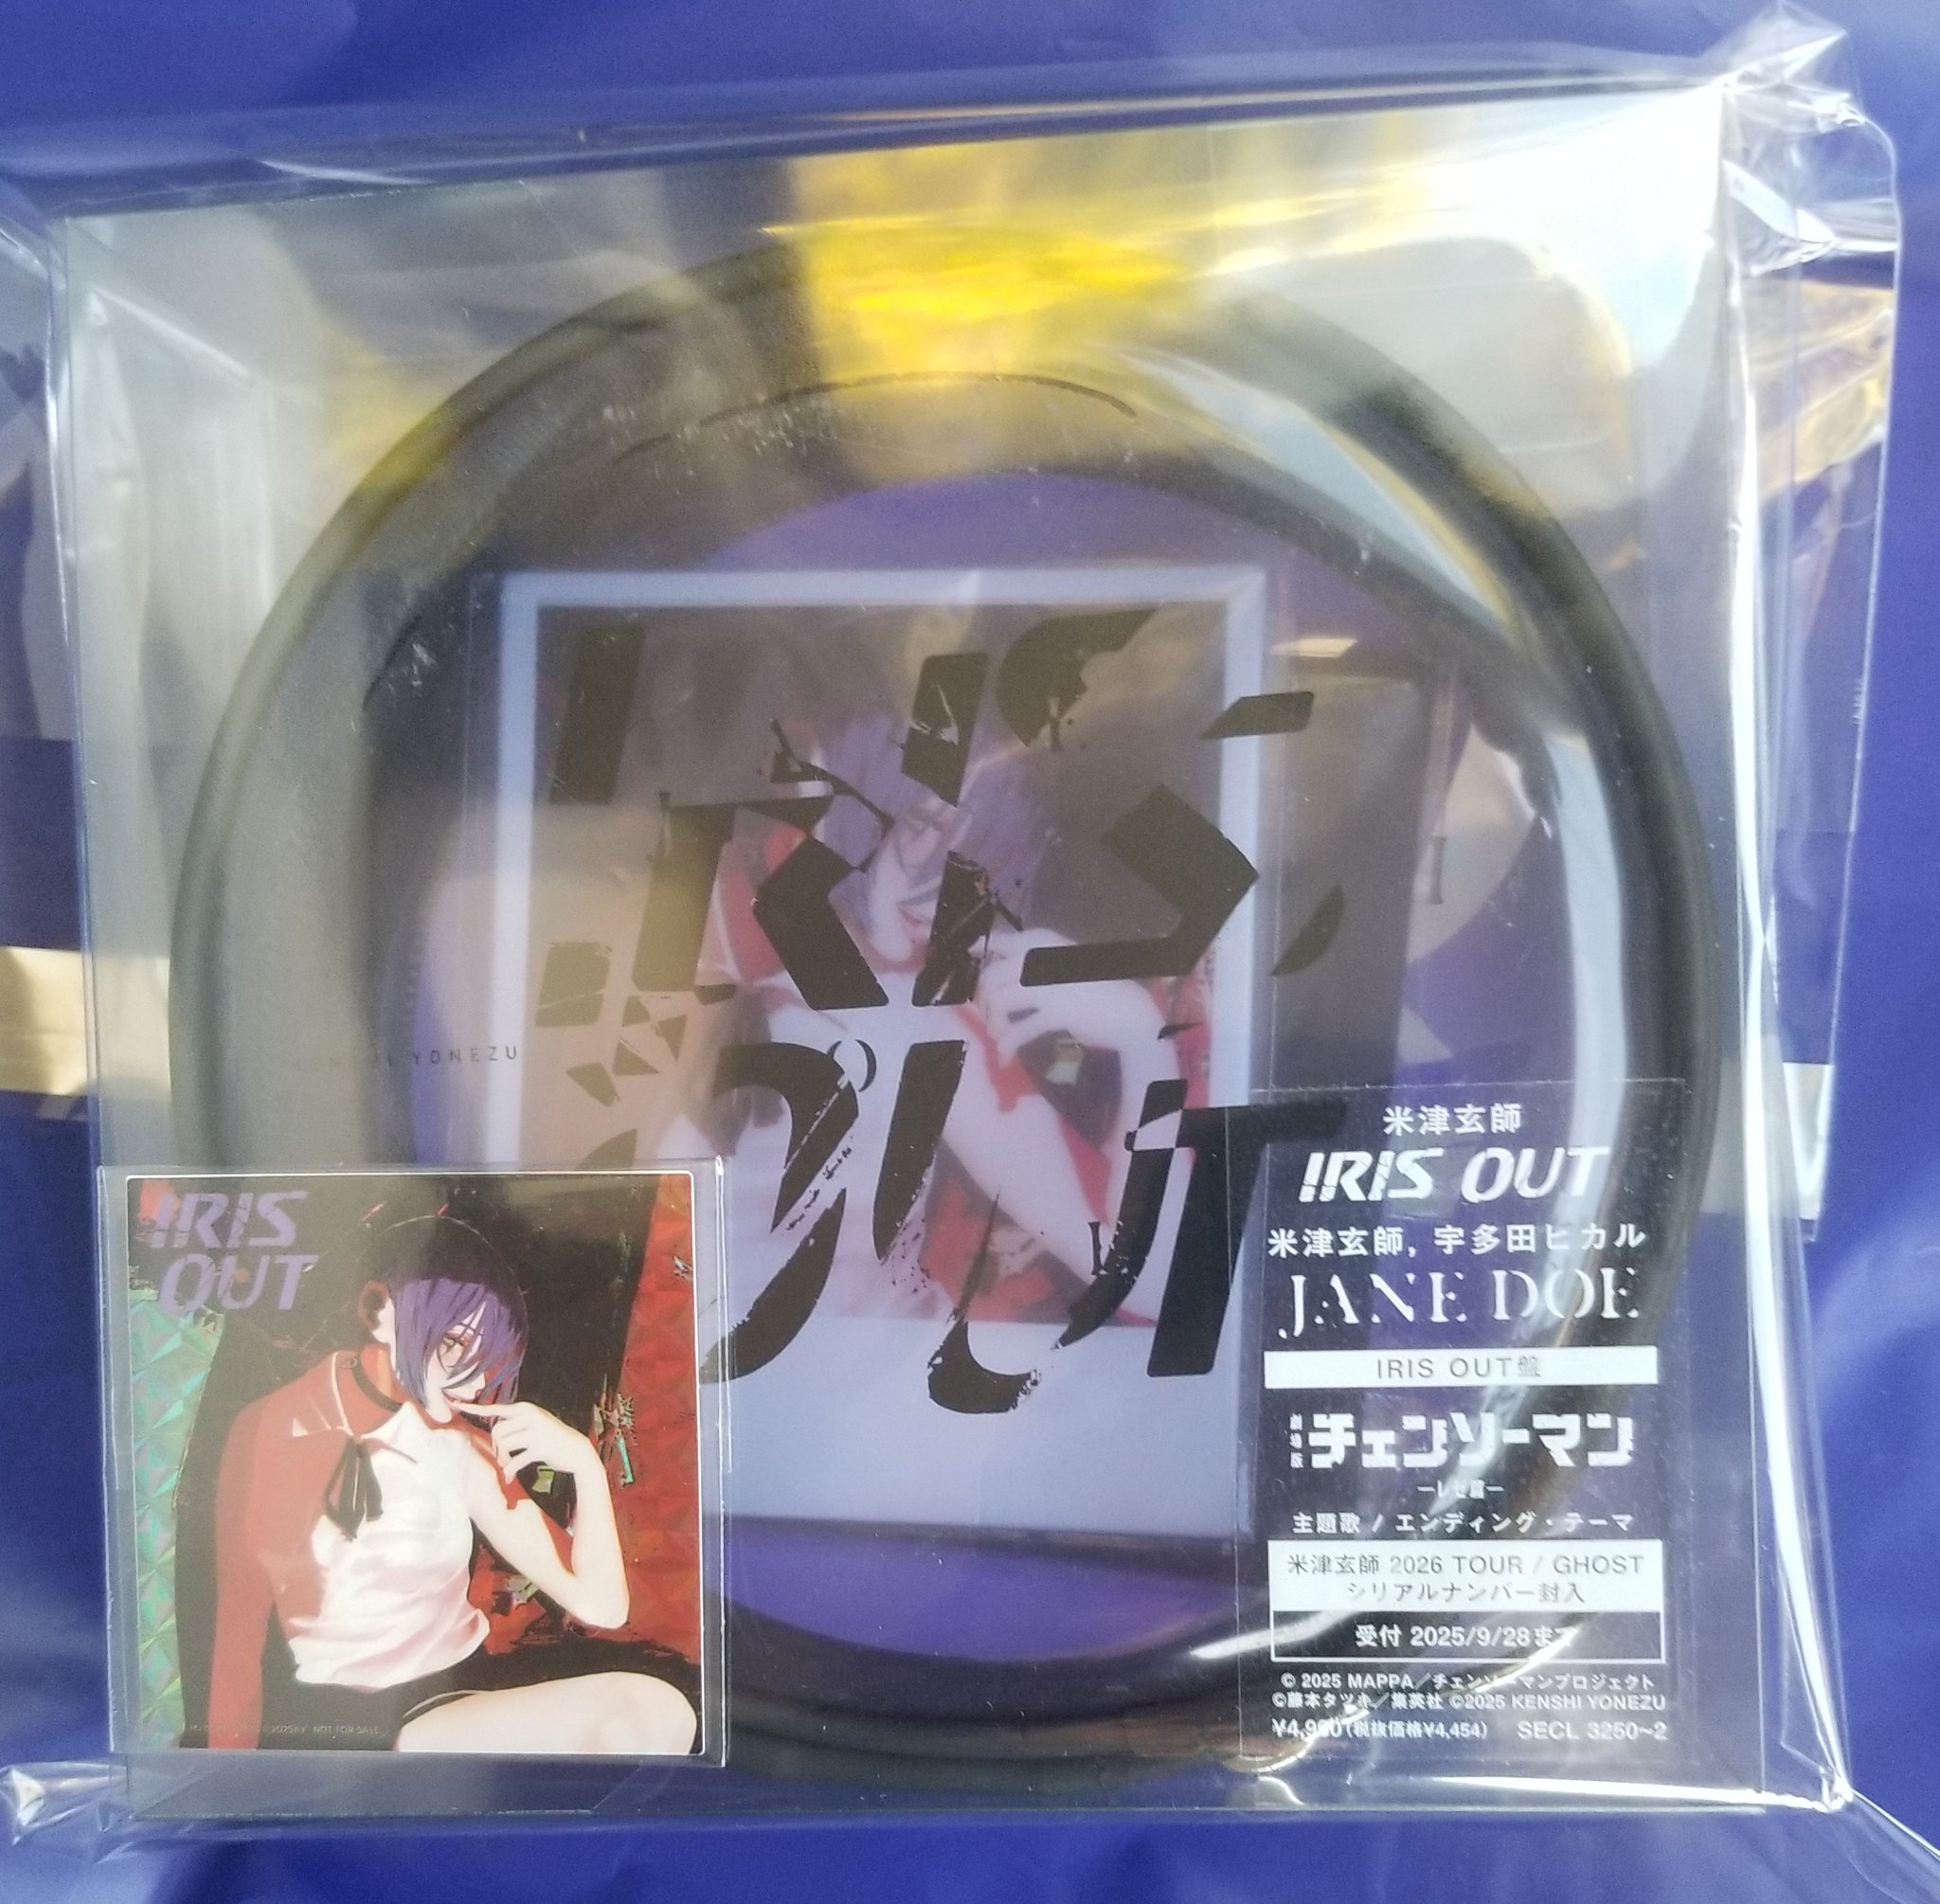 IRIS
OUT
YONEZU
IRIS
OUT
NOT FOR SALE
米津玄師
IRIS OUT
米津玄師, 宇多田ヒカル
JANE DOE
IRIS OUT盤
劇場版 チェンソーマン
ーレゼ篇ー
主題歌 / エンディング・テーマ
米津玄師 2026 TOUR / GHOST
シリアルナンバー封入
受付 2025/9/28まで
© 2025 MAPPA／チェンソーマンプロジェクト
©藤本タツキ／集英社 ©2025 KENSHI YONEZU
(税抜価格¥4,454) SECL 3250~2